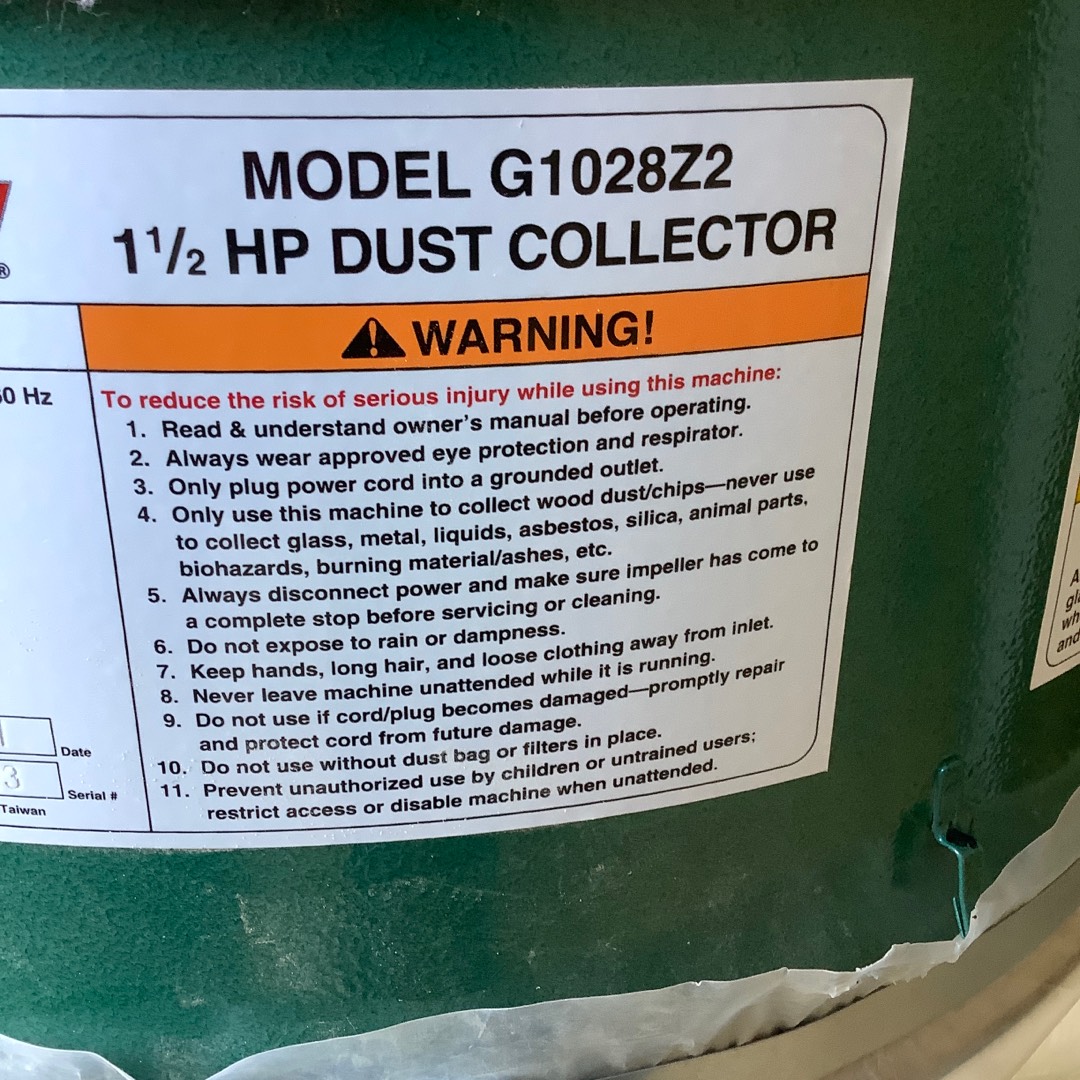 MODEL G1028Z2
1 1/2 HP DUST COLLECTOR
®
WARNING!
Hz
To reduce the risk of serious injury while using this machine:
1. Read & understand owner's manual before operating.
2. Always wear approved eye protection and respirator.
3. Only plug power cord into a grounded outlet.
4. Only use this machine to collect wood dust/chips—never use
to collect glass, metal, liquids, asbestos, silica, animal parts,
biohazards, burning material/ashes, etc.
5. Always disconnect power and make sure impeller has come to
a complete stop before servicing or cleaning.
6. Do not expose to rain or dampness.
7. Keep hands, long hair, and loose clothing away from inlet.
8. Never leave machine unattended while it is running.
9. Do not use if cord/plug becomes damaged—promptly repair
and protect cord from future damage.
10. Do not use without dust bag or filters in place.
11. Prevent unauthorized use by children or untrained users;
restrict access or disable machine when unattended.
Date
3
Serial #
Taiwan